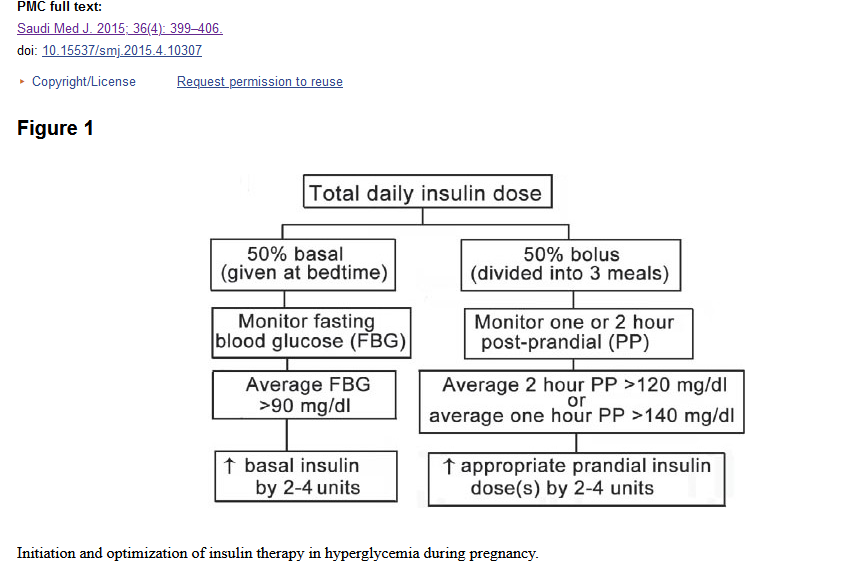 PMC full text:
Saudi Med J. 2015; 36(4): 399–406.
doi: 10.15537/smj.2015.4.10307
Copyright/License Request permission to reuse
Figure 1
Total daily insulin dose
50% basal
(given at bedtime)
50% bolus
(divided into 3 meals)
Monitor fasting
blood glucose (FBG)
Monitor one or 2 hour
post-prandial (PP)
Average FBG
>90 mg/dl
Average 2 hour PP >120 mg/dl
or
average one hour PP >140 mg/dl
↑ basal insulin
by 2-4 units
↑ appropriate prandial insulin
dose(s) by 2-4 units
Initiation and optimization of insulin therapy in hyperglycemia during pregnancy.